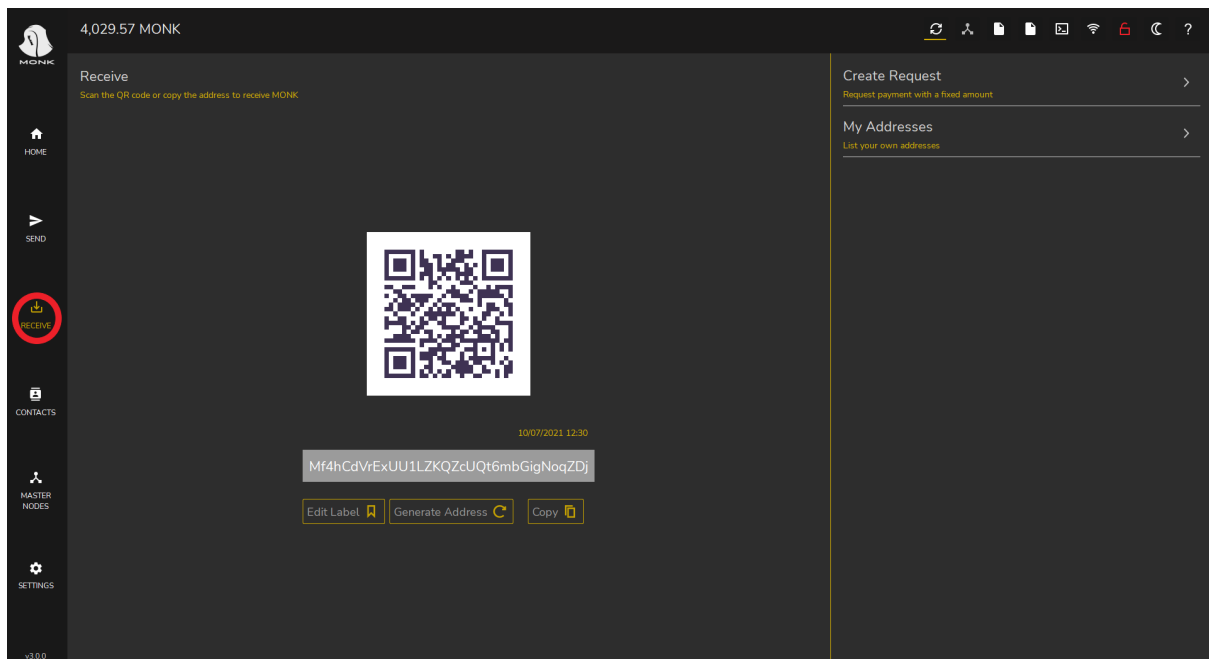 4,029.57 MONK
MONK
Receive
Scan the QR code or copy the address to receive MONK
Create Request
Request payment with a fixed amount
My Addresses
List your own addresses
HOME
SEND
RECEIVE
CONTACTS
MASTER
NODES
SETTINGS
v3.0.0
10/07/2021 12:30
Mf4hCdVrExUU1LZKQZcUQt6mbGigNoqZDj
Edit Label
Generate Address
Copy
?